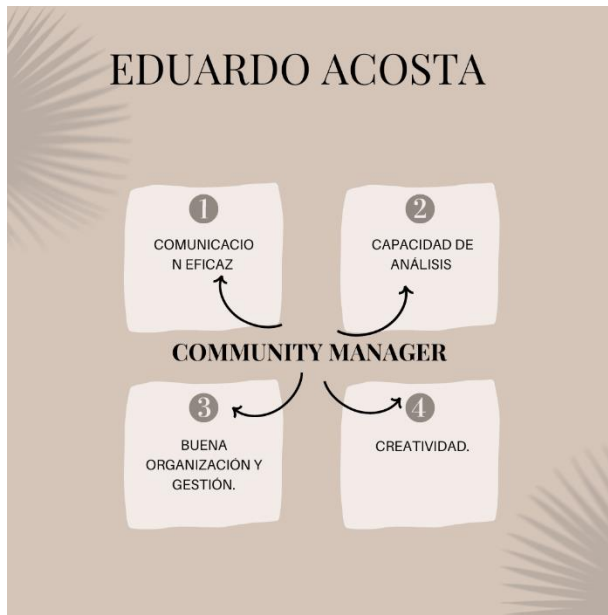 EDUARDO ACOSTA
1
COMUNICACIO
N EFICAZ
2
CAPACIDAD DE
ANÁLISIS
COMMUNITY MANAGER
3
BUENA
ORGANIZACIÓN Y
GESTIÓN.
4
CREATIVIDAD.